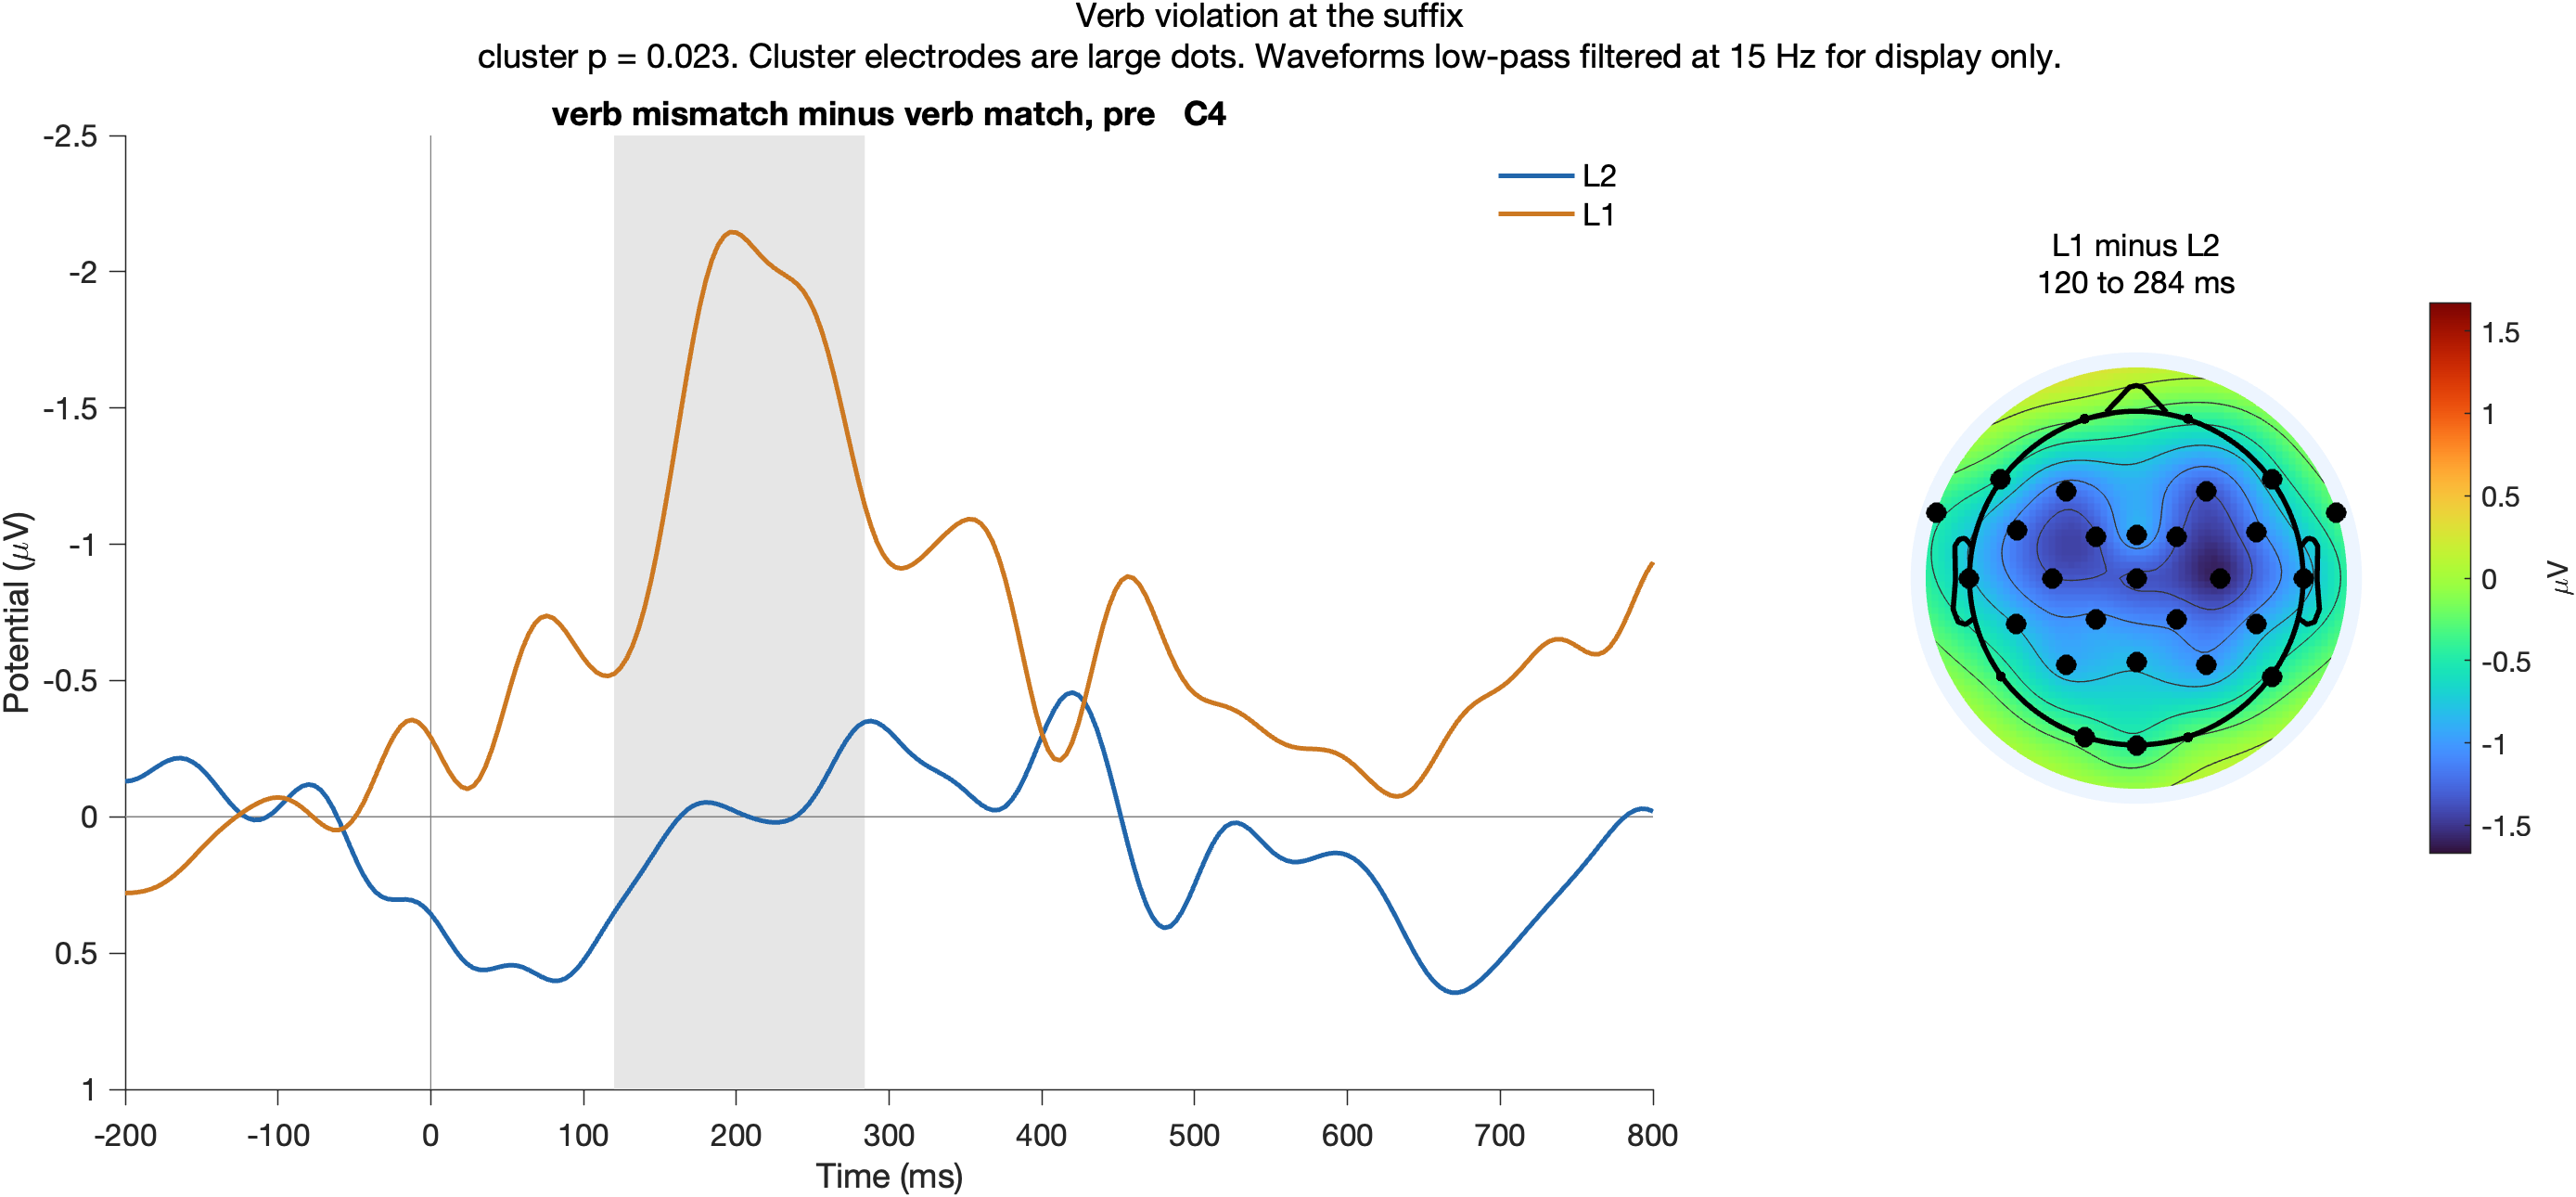 Verb violation at the suffix
cluster p = 0.023. Cluster electrodes are large dots. Waveforms low-pass filtered at 15 Hz for display only.
verb mismatch minus verb match, pre   C4
-2.5
-2
-1.5
-1
-0.5
0
0.5
1
Potential (μV)
-200
-100
0
100
200
300
400
500
600
700
800
Time (ms)
L2
L1
L1 minus L2
120 to 284 ms
1.5
1
0.5
0
-0.5
-1
-1.5
μV